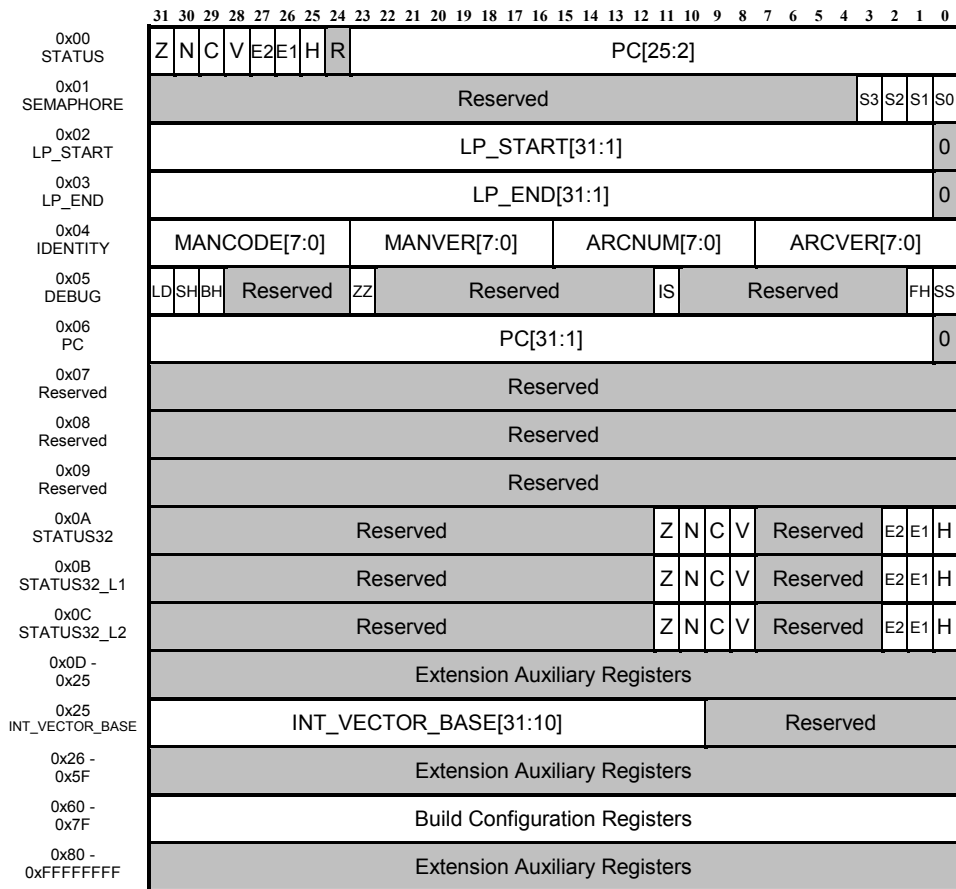 31 30 29 28 27 26 25 24 23 22 21 20 19 18 17 16 15 14 13 12 11 10 9 8 7 6 5 4 3 2 1 0
0x00
STATUS
Z N C V E2 E1 H R PC[25:2]
0x01
SEMAPHORE
Reserved S3 S2 S1 S0
0x02
LP_START
LP_START[31:1] 0
0x03
LP_END
LP_END[31:1] 0
0x04
IDENTITY
MANCODE[7:0] MANVER[7:0] ARCNUM[7:0] ARCVER[7:0]
0x05
DEBUG
LD SH BH Reserved ZZ Reserved IS Reserved FH SS
0x06
PC
PC[31:1] 0
0x07
Reserved
Reserved
0x08
Reserved
Reserved
0x09
Reserved
Reserved
0x0A
STATUS32
Reserved Z N C V Reserved E2 E1 H
0x0B
STATUS32_L1
Reserved Z N C V Reserved E2 E1 H
0x0C
STATUS32_L2
Reserved Z N C V Reserved E2 E1 H
0x0D -
0x25
Extension Auxiliary Registers
0x25
INT_VECTOR_BASE
INT_VECTOR_BASE[31:10] Reserved
0x26 -
0x5F
Extension Auxiliary Registers
0x60 -
0x7F
Build Configuration Registers
0x80 -
0xFFFFFFFF
Extension Auxiliary Registers